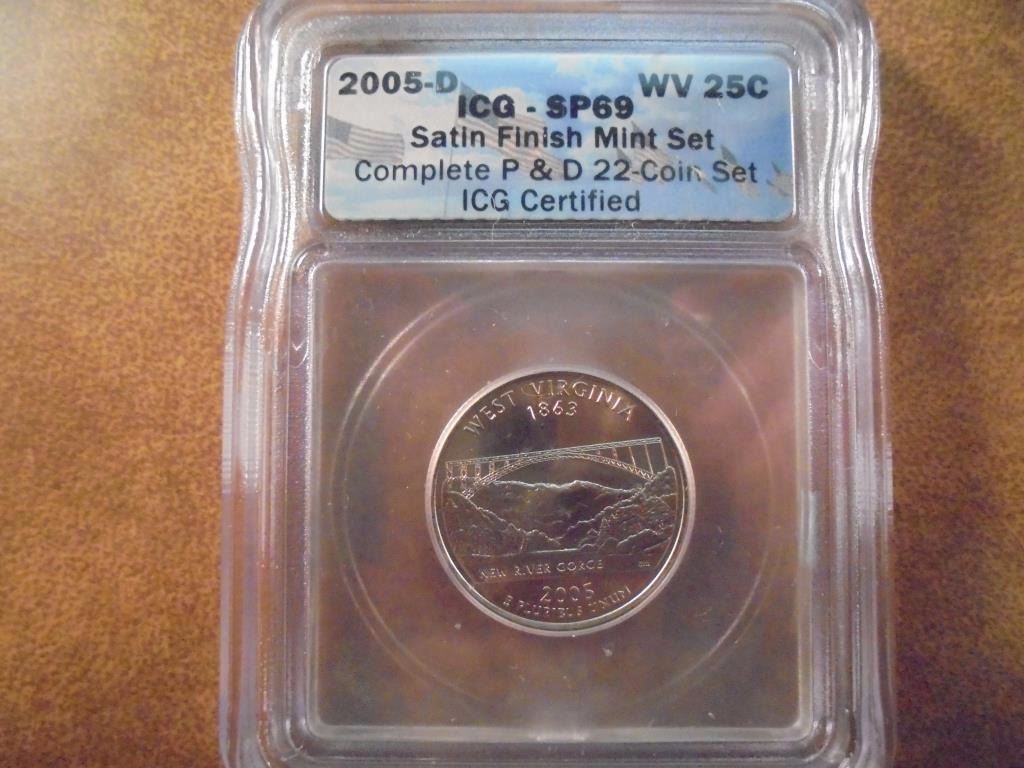 2005-D WV 25C
ICG - SP69
Satin Finish Mint Set
Complete P & D 22-Coin Set
ICG Certified
WEST VIRGINIA
1863
NEW RIVER GORGE
2005
E PLURIBUS UNUM